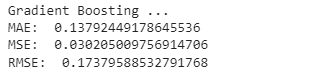 Gradient Boosting ...
MAE:  0.13792449178645536
MSE:  0.030205009756914706
RMSE:  0.17379588532791768